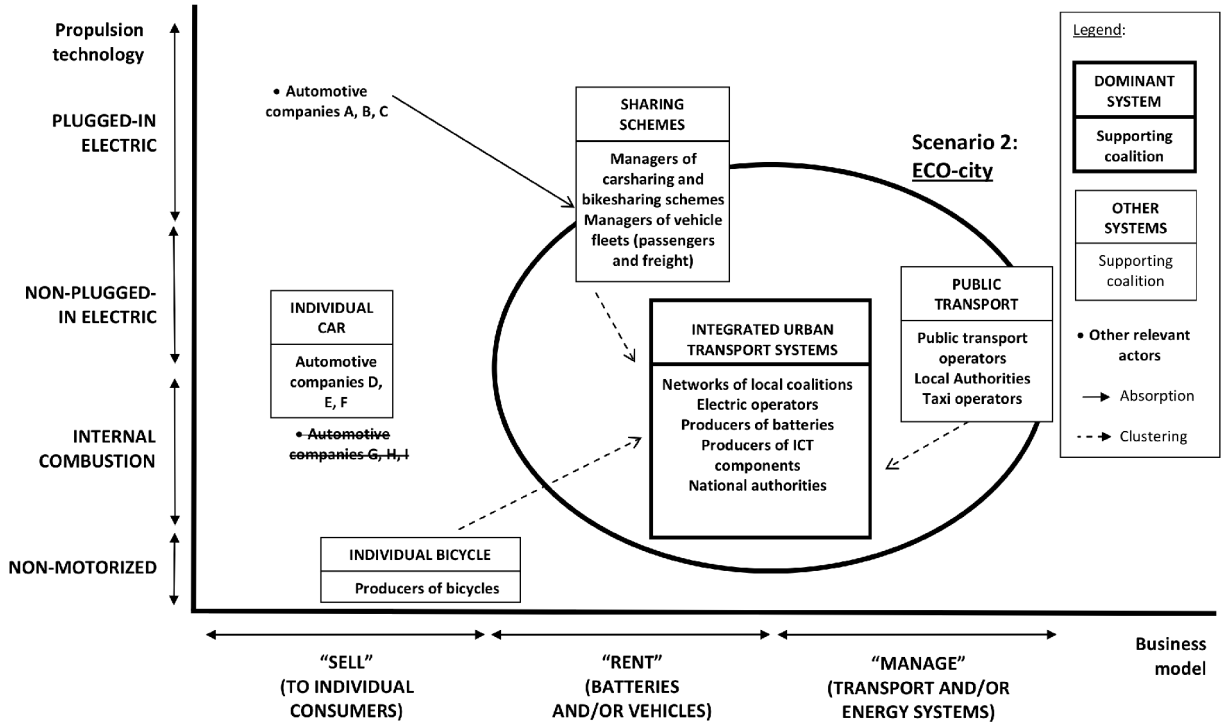 Propulsion
technology
PLUGGED-IN
ELECTRIC
NON-PLUGGED-
IN ELECTRIC
INTERNAL
COMBUSTION
NON-MOTORIZED
• Automotive
companies A, B, C
SHARING
SCHEMES
Managers of
carsharing and
bikesharing schemes
Managers of vehicle
fleets (passengers
and freight)
Scenario 2:
ECO-city
INDIVIDUAL
CAR
Automotive
companies D,
E, F
• Automotive
companies G, H, I
INTEGRATED URBAN
TRANSPORT SYSTEMS
Networks of local coalitions
Electric operators
Producers of batteries
Producers of ICT
components
National authorities
PUBLIC
TRANSPORT
Public transport
operators
Local Authorities
Taxi operators
INDIVIDUAL BICYCLE
Producers of bicycles
Legend:
DOMINANT
SYSTEM
Supporting
coalition
OTHER
SYSTEMS
Supporting
coalition
• Other relevant
actors
Absorption
Clustering
“SELL”
(TO INDIVIDUAL
CONSUMERS)
“RENT”
(BATTERIES
AND/OR VEHICLES)
“MANAGE”
(TRANSPORT AND/OR
ENERGY SYSTEMS)
Business
model